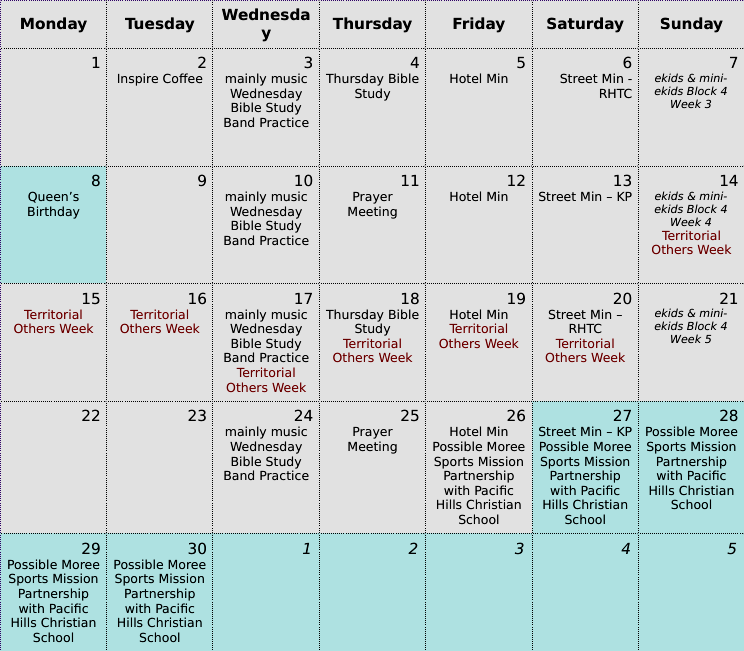 Monday
Tuesday
Wednesda
y
Thursday
Friday
Saturday
Sunday
1
2
Inspire Coffee
3
mainly music
Wednesday
Bible Study
Band Practice
4
Thursday Bible
Study
5
Hotel Min
6
Street Min -
RHTC
7
ekids & mini-
ekids Block 4
Week 3
8
Queen’s
Birthday
9
10
mainly music
Wednesday
Bible Study
Band Practice
11
Prayer
Meeting
12
Hotel Min
13
Street Min – KP
14
ekids & mini-
ekids Block 4
Week 4
Territorial
Others Week
15
Territorial
Others Week
16
Territorial
Others Week
17
mainly music
Wednesday
Bible Study
Band Practice
Territorial
Others Week
18
Thursday Bible
Study
Territorial
Others Week
19
Hotel Min
Territorial
Others Week
20
Street Min –
RHTC
Territorial
Others Week
21
ekids & mini-
ekids Block 4
Week 5
22
23
24
mainly music
Wednesday
Bible Study
Band Practice
25
Prayer
Meeting
26
Hotel Min
Possible Moree
Sports Mission
Partnership
with Pacific
Hills Christian
School
27
Street Min – KP
Possible Moree
Sports Mission
Partnership
with Pacific
Hills Christian
School
28
Possible Moree
Sports Mission
Partnership
with Pacific
Hills Christian
School
29
Possible Moree
Sports Mission
Partnership
with Pacific
Hills Christian
School
30
Possible Moree
Sports Mission
Partnership
with Pacific
Hills Christian
School
1
2
3
4
5